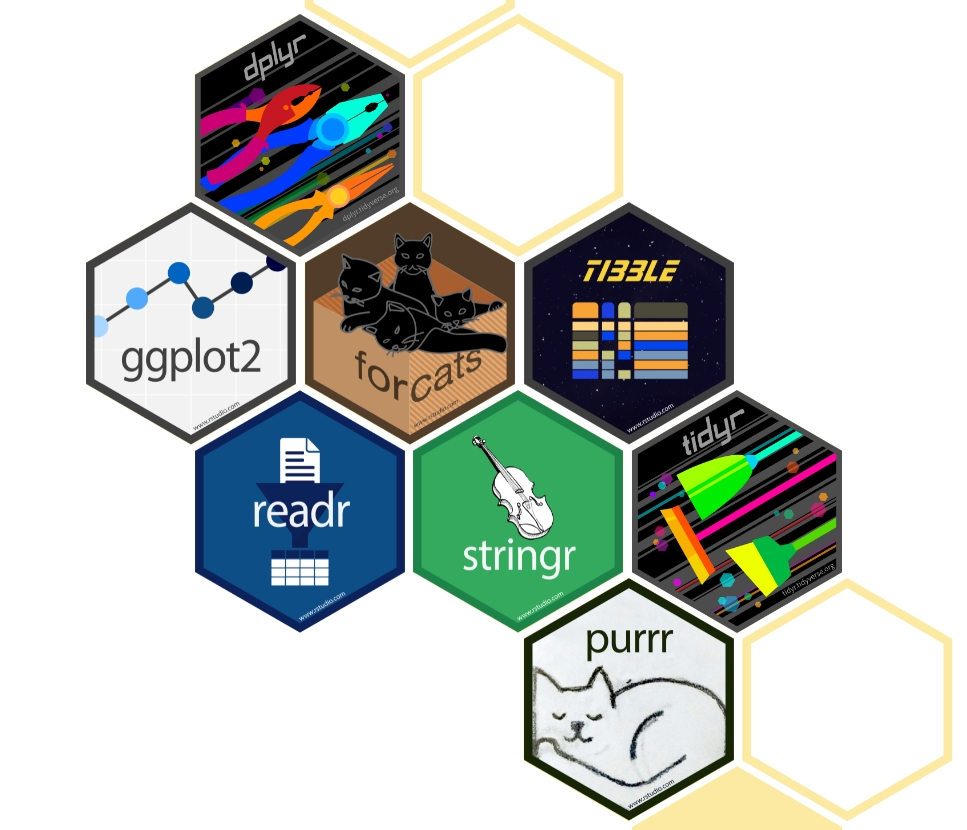 dplyr
dplyr.tidyverse.org
ggplot2
www.rstudio.com
forcats
www.rstudio.com
TIBBLE
www.rstudio.com
readr
www.rstudio.com
stringr
www.rstudio.com
tidyr
tidyr.tidyverse.org
purrr
www.rstudio.com